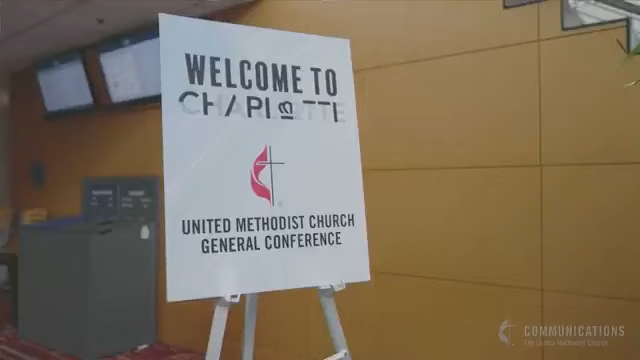 WELCOME TO
CHARLOTTE
UNITED METHODIST CHURCH
GENERAL CONFERENCE
COMMUNICATIONS
The United Methodist Church